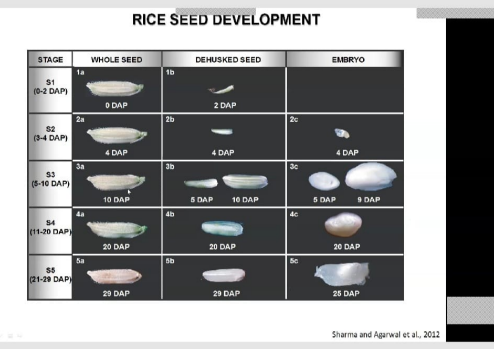 RICE SEED DEVELOPMENT
STAGE WHOLE SEED DEHUSKED SEED EMBRYO
S1
(0-2 DAP)
1a 1b
0 DAP 2 DAP
S2
(3-4 DAP)
2a 2b 2c
4 DAP 4 DAP 4 DAP
S3
(5-10 DAP)
3a 3b 3c
10 DAP 5 DAP 10 DAP 5 DAP 9 DAP
S4
(11-20 DAP)
4a 4b 4c
20 DAP 20 DAP 20 DAP
S5
(21-29 DAP)
5a 5b 5c
29 DAP 29 DAP 25 DAP
Sharma and Agarwal et al., 2012